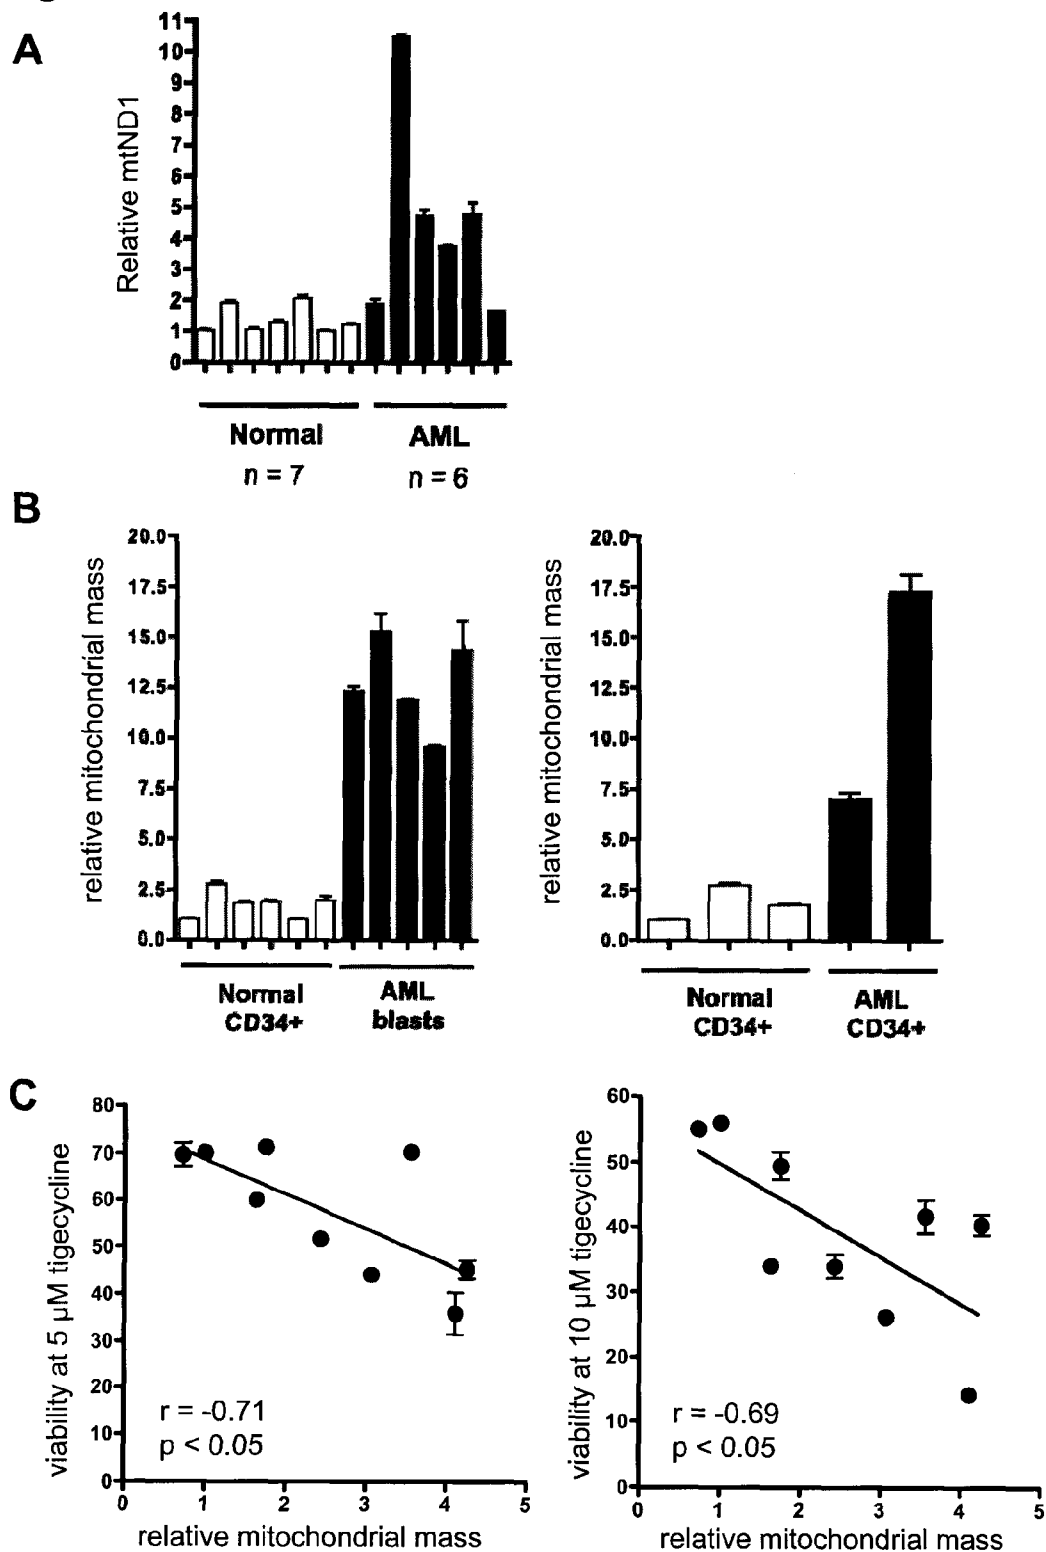 A
Relative mtND1
11
10
9
8
7
6
5
4
3
2
1
0
Normal
AML
n = 7
n = 6
B
relative mitochondrial mass
20.0
17.5
15.0
12.5
10.0
7.5
5.0
2.5
0.0
Normal
CD34+
AML
blasts
relative mitochondrial mass
20.0
17.5
15.0
12.5
10.0
7.5
5.0
2.5
0.0
Normal
CD34+
AML
CD34+
C
viability at 5 µM tigecycline
80
70
60
50
40
30
20
10
0
r = -0.71
p < 0.05
0 1 2 3 4 5
relative mitochondrial mass
viability at 10 µM tigecycline
60
50
40
30
20
10
0
r = -0.69
p < 0.05
0 1 2 3 4 5
relative mitochondrial mass